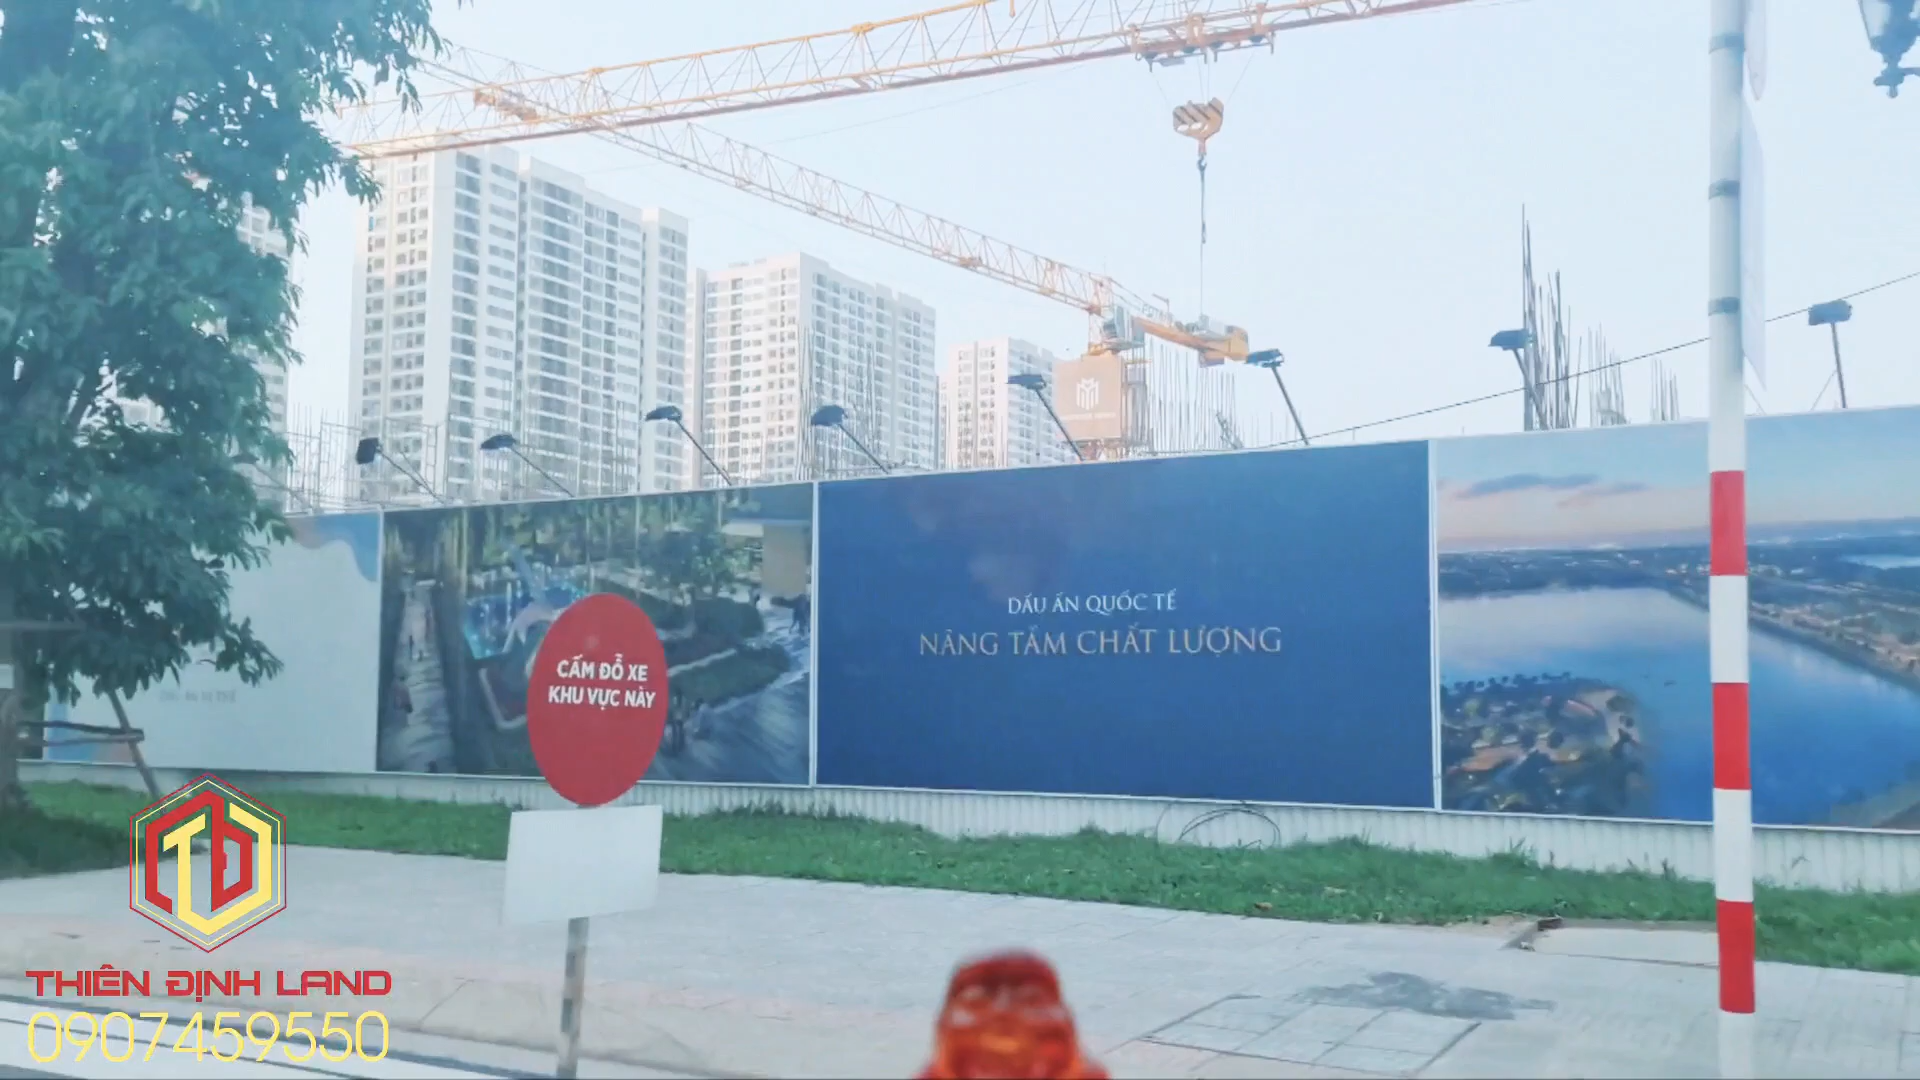 DẤU ẤN QUỐC TẾ
NÂNG TẦM CHẤT LƯỢNG
CẤM ĐỖ XE
KHU VỰC NÀY
THIÊN ĐỊNH LAND
0907459550